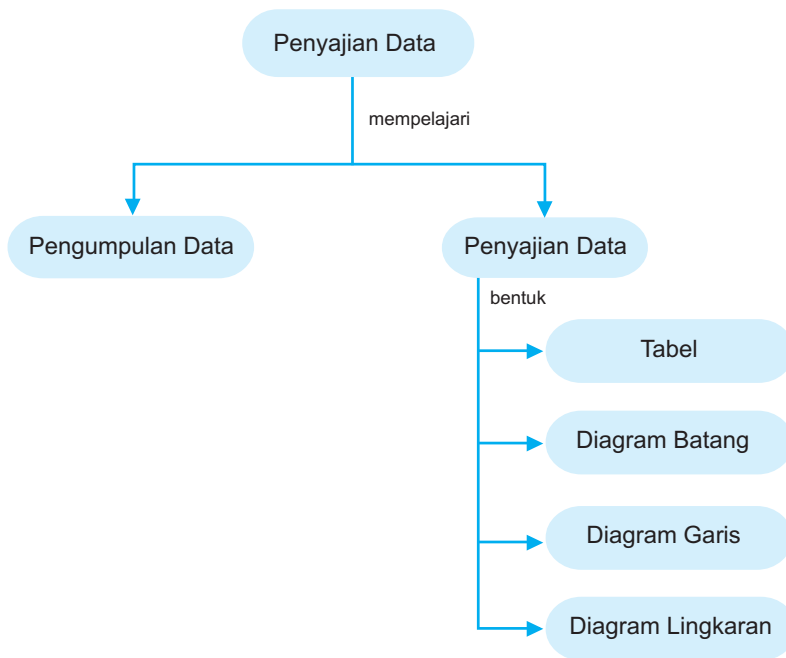 Penyajian Data
mempelajari
Pengumpulan Data
Penyajian Data
bentuk
Tabel
Diagram Batang
Diagram Garis
Diagram Lingkaran